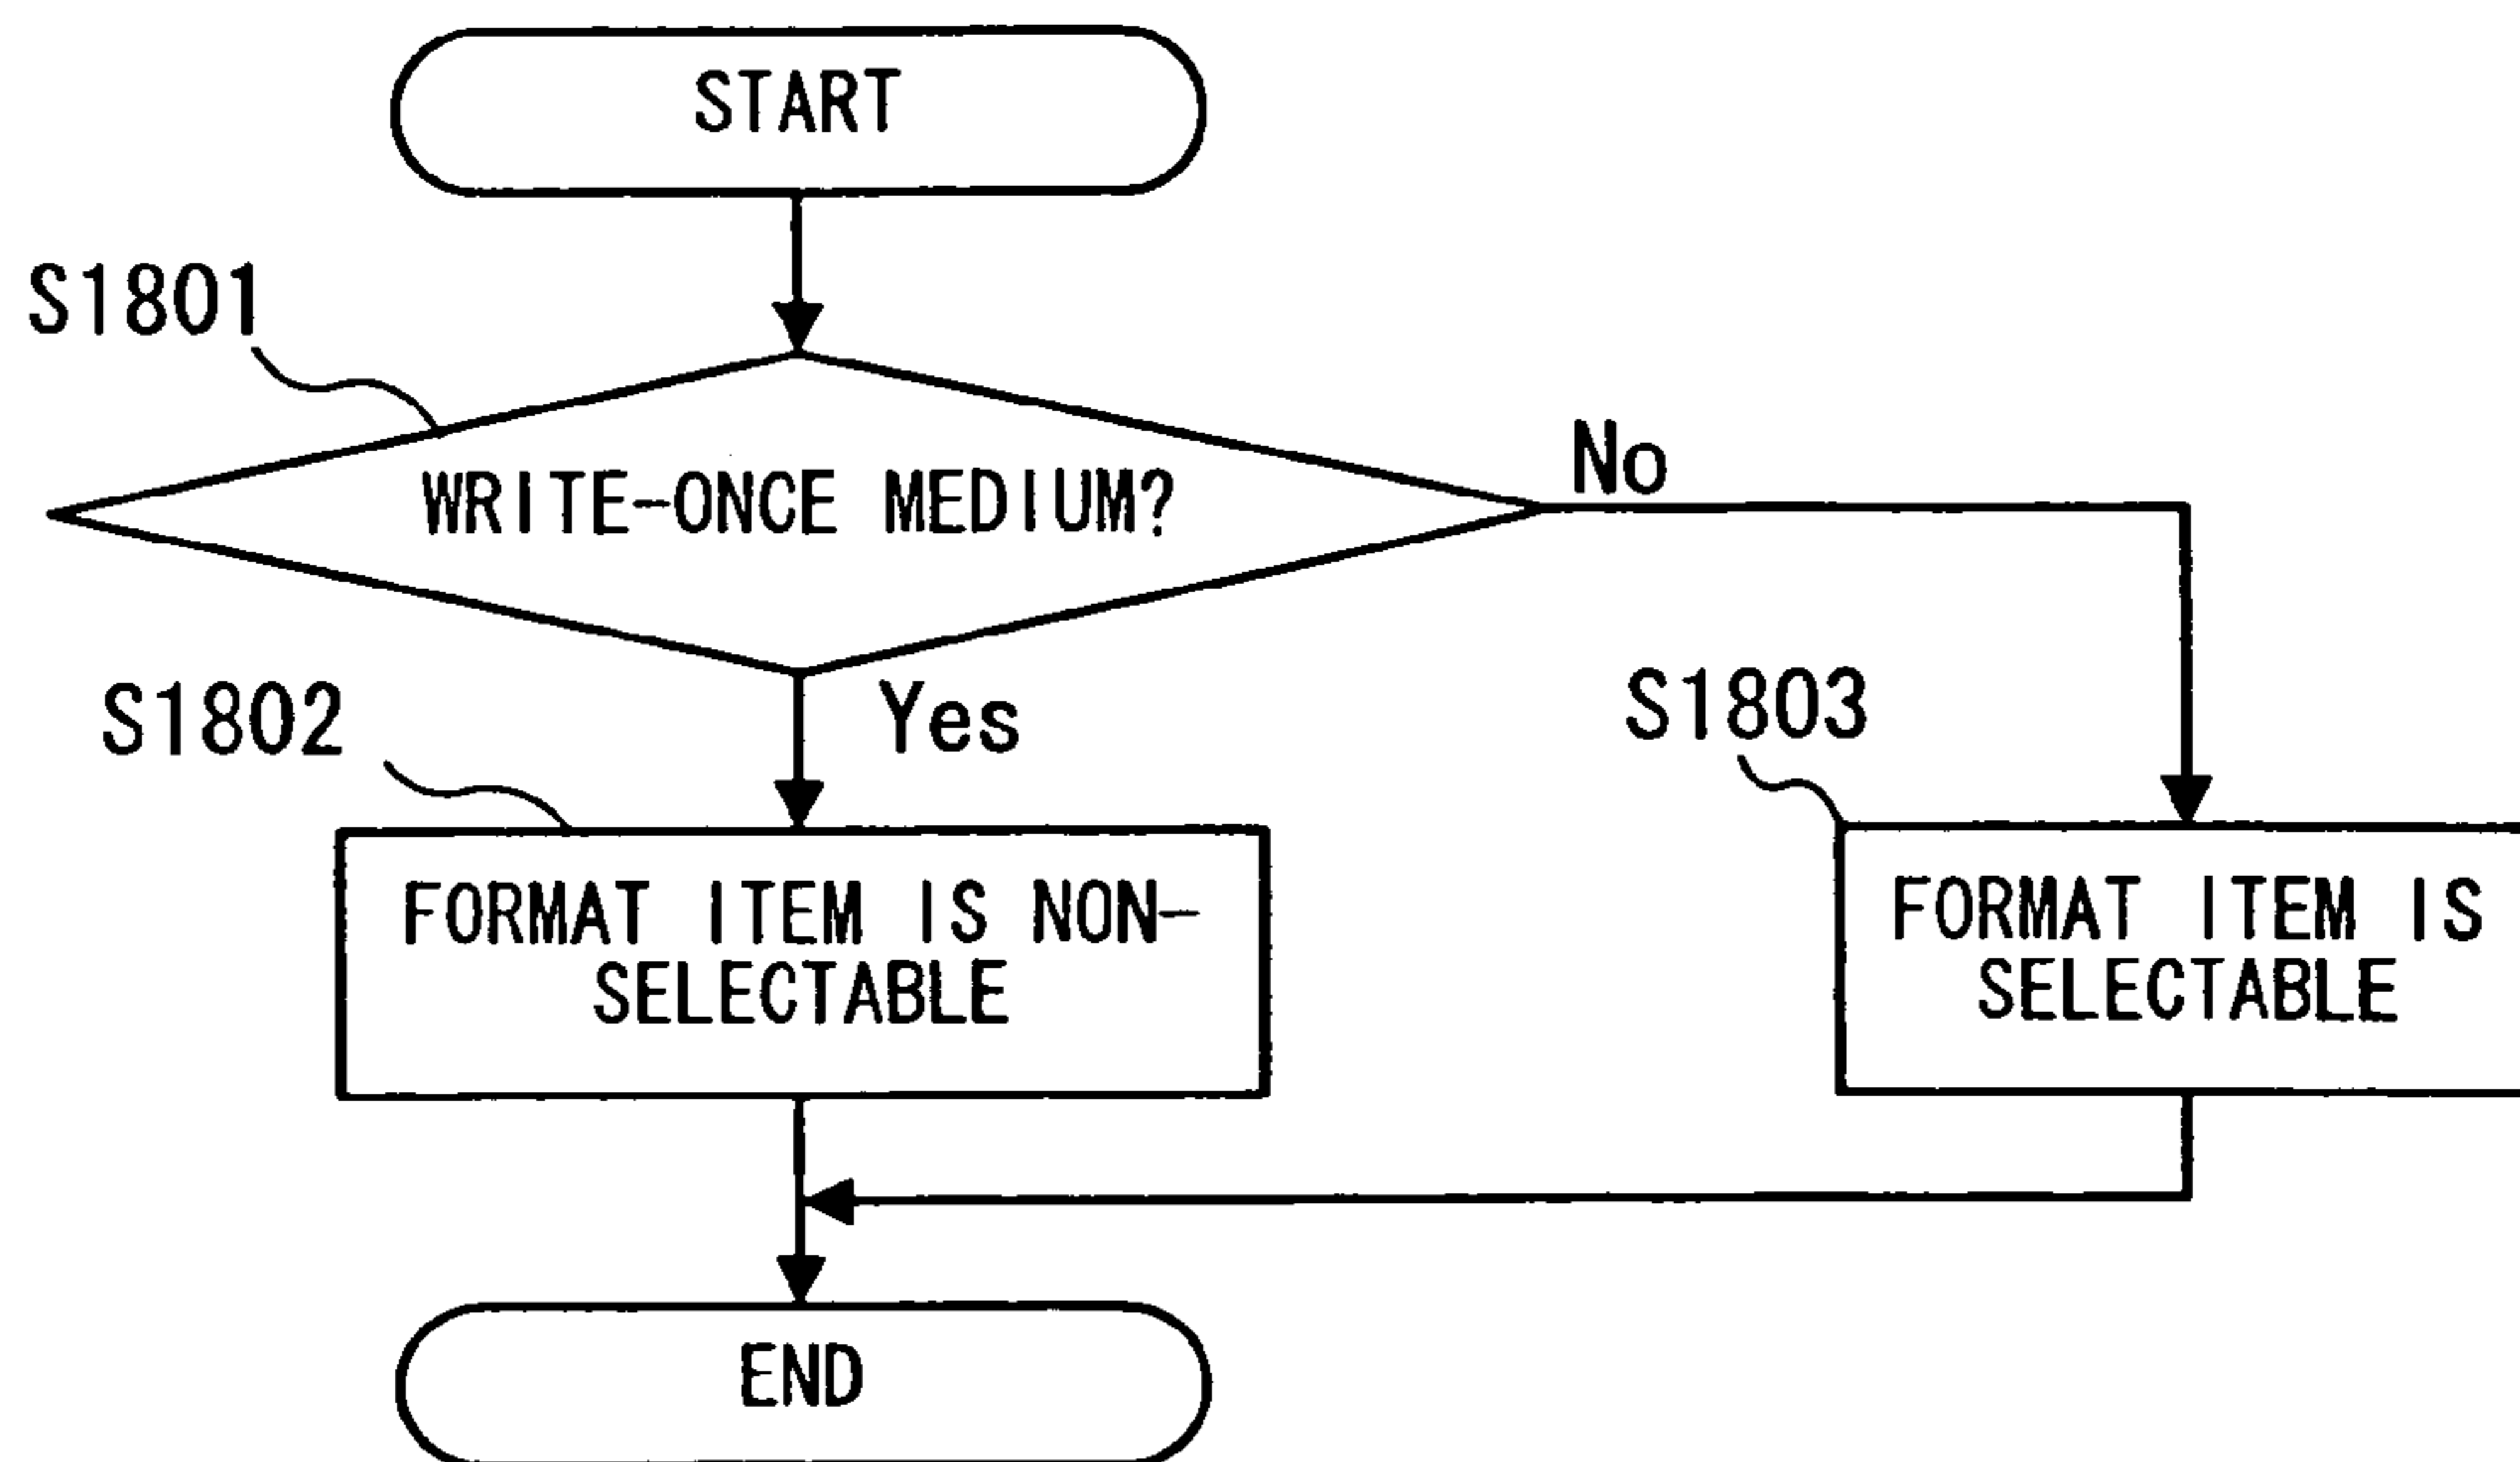 START
S1801
WRITE-ONCE MEDIUM?
No
Yes
S1802
FORMAT ITEM IS NON-
SELECTABLE
S1803
FORMAT ITEM IS
SELECTABLE
END